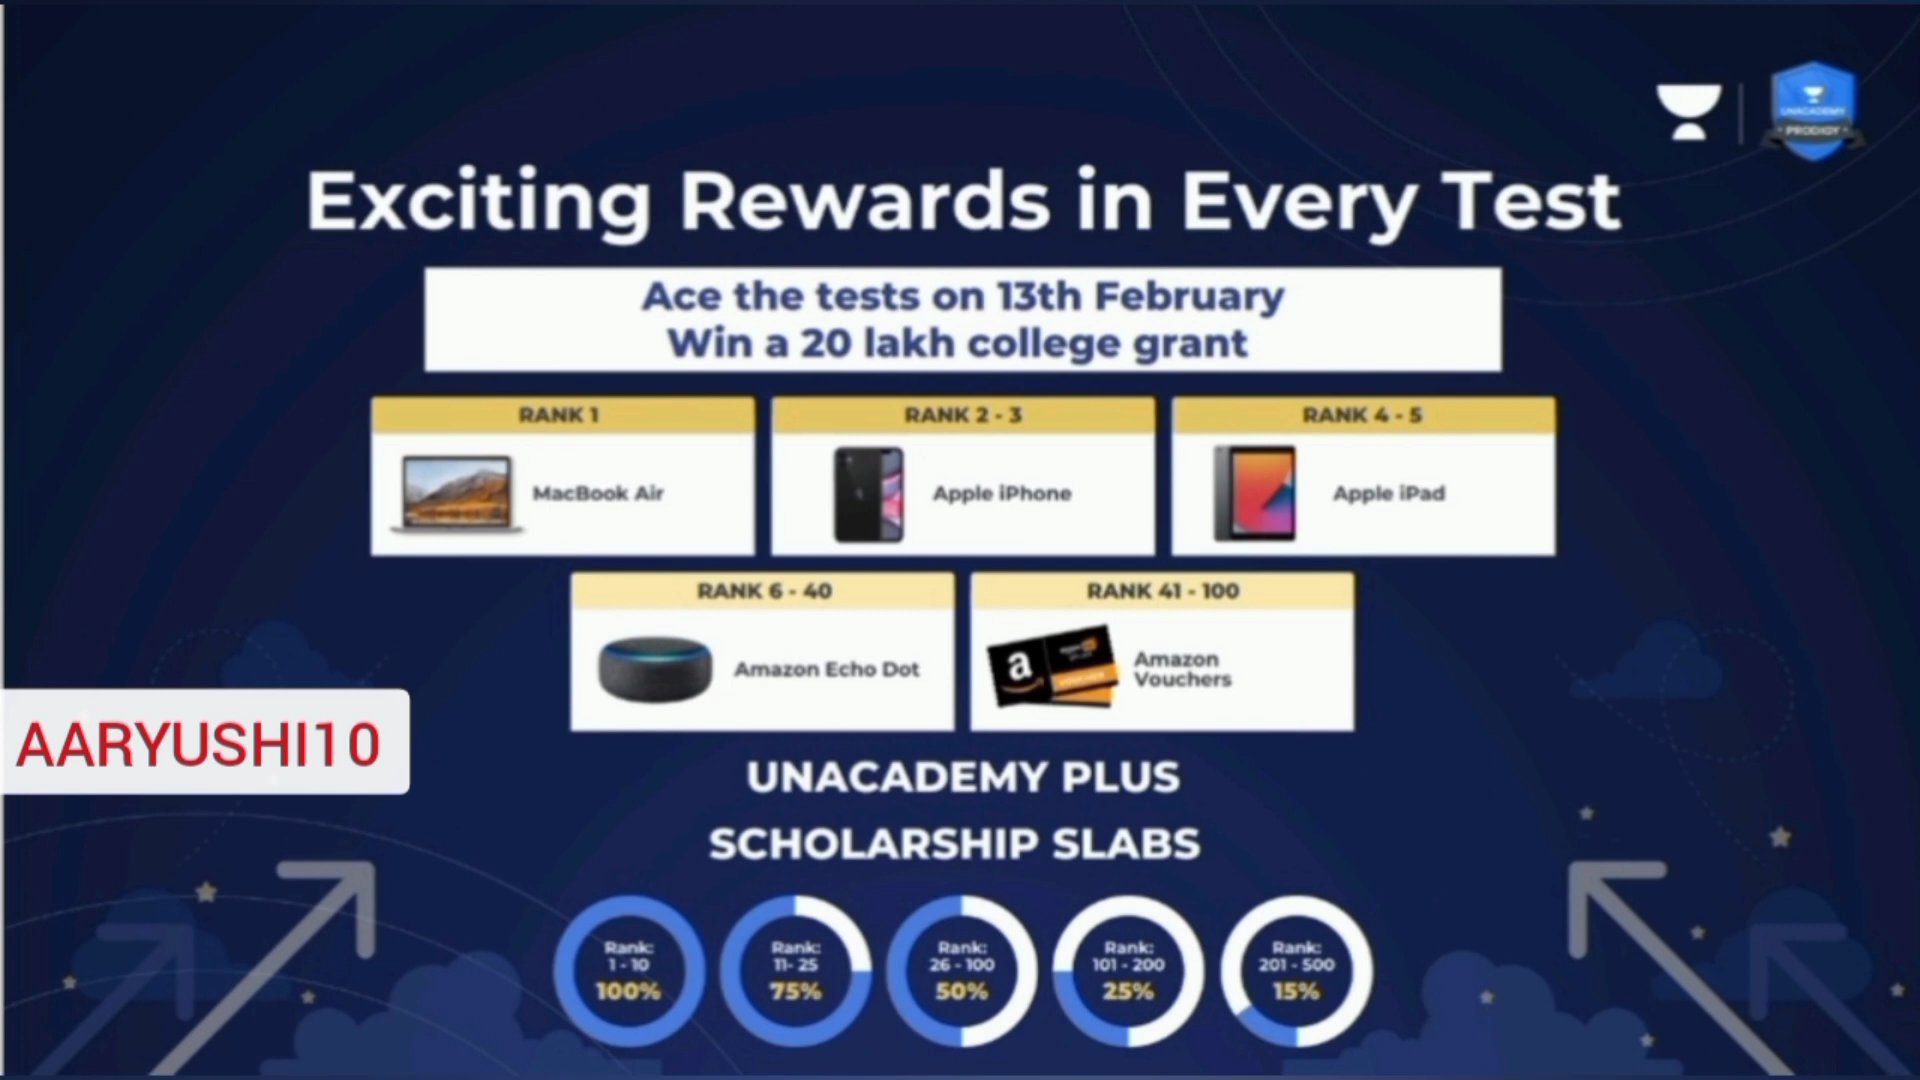 UNACADEMY
PRODIGY
Exciting Rewards in Every Test
Ace the tests on 13th February
Win a 20 lakh college grant
RANK 1
MacBook Air
RANK 2 - 3
Apple iPhone
RANK 4 - 5
Apple iPad
RANK 6 - 40
Amazon Echo Dot
RANK 41 - 100
a
Amazon
Vouchers
AARYUSHI10
UNACADEMY PLUS
SCHOLARSHIP SLABS
Rank:
1 - 10
100%
Rank:
11- 25
75%
Rank:
26 - 100
50%
Rank:
101 - 200
25%
Rank:
201 - 500
15%